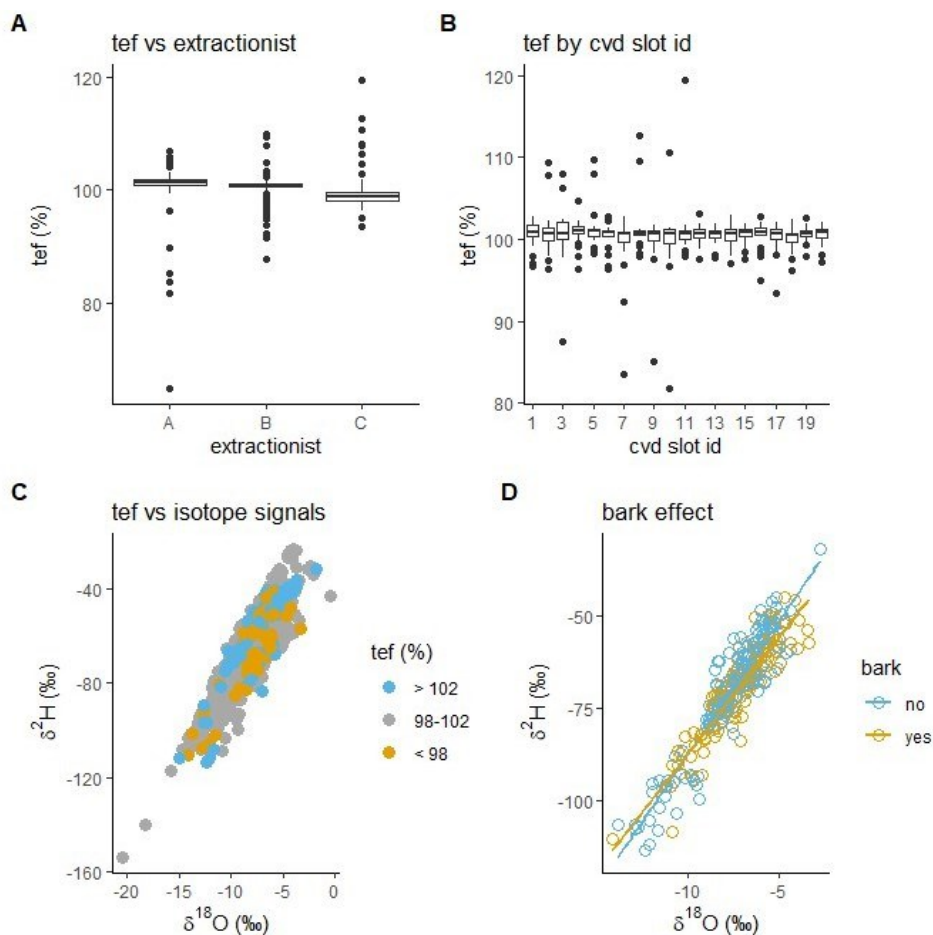 A
tef vs extractionist
120
100
80
tef (%)
A B C
extractionist
B
tef by cvd slot id
120
110
100
90
80
tef (%)
1 3 5 7 9 11 13 15 17 19
cvd slot id
C
tef vs isotope signals
-40
-80
-120
-160
δ²H (‰)
-20 -15 -10 -5 0
δ¹⁸O (‰)
tef (%)
> 102
98-102
< 98
D
bark effect
-50
-75
-100
δ²H (‰)
-10 -5
δ¹⁸O (‰)
bark
no
yes